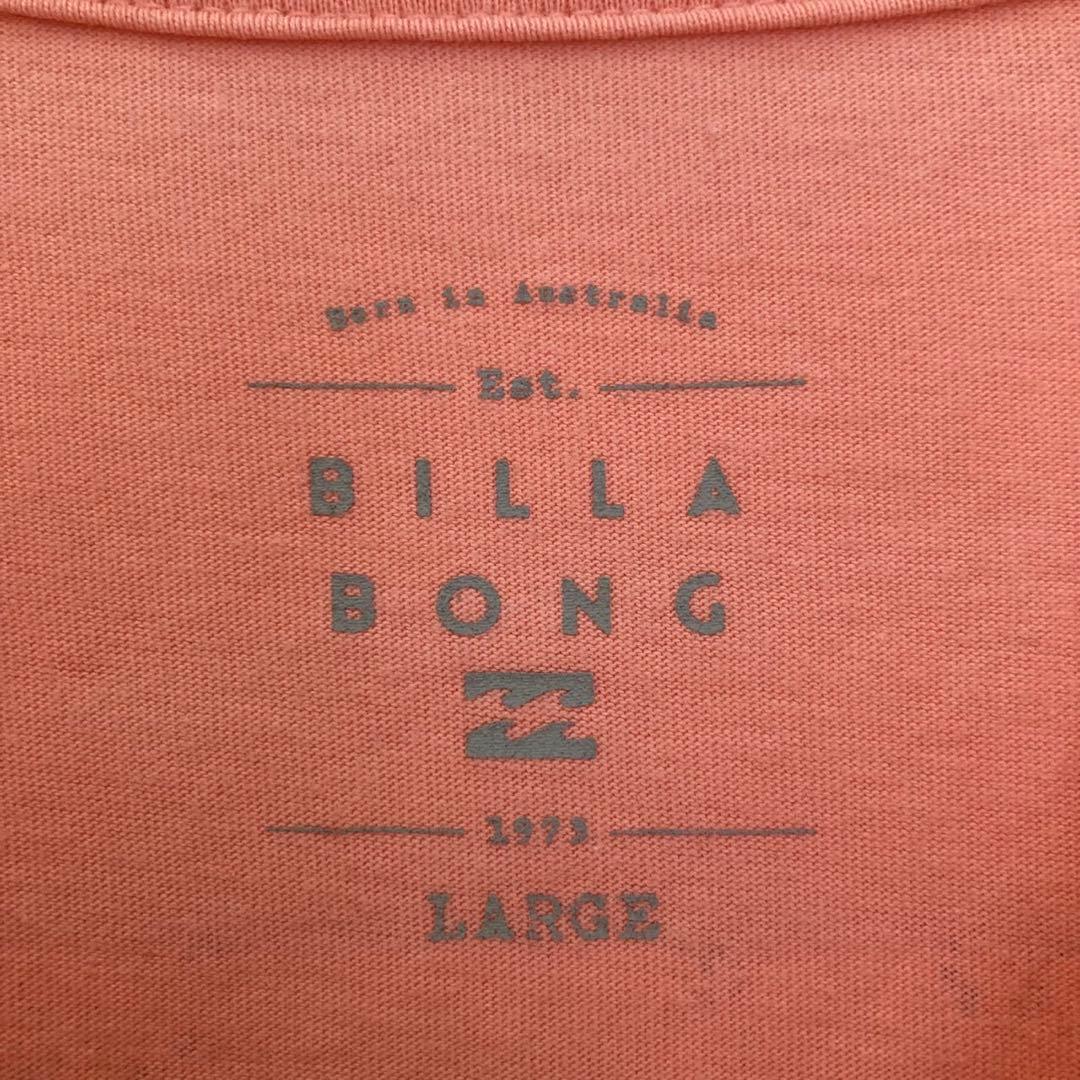 Born in Australia
Est.
BILLA
BONG
1973
LARGE